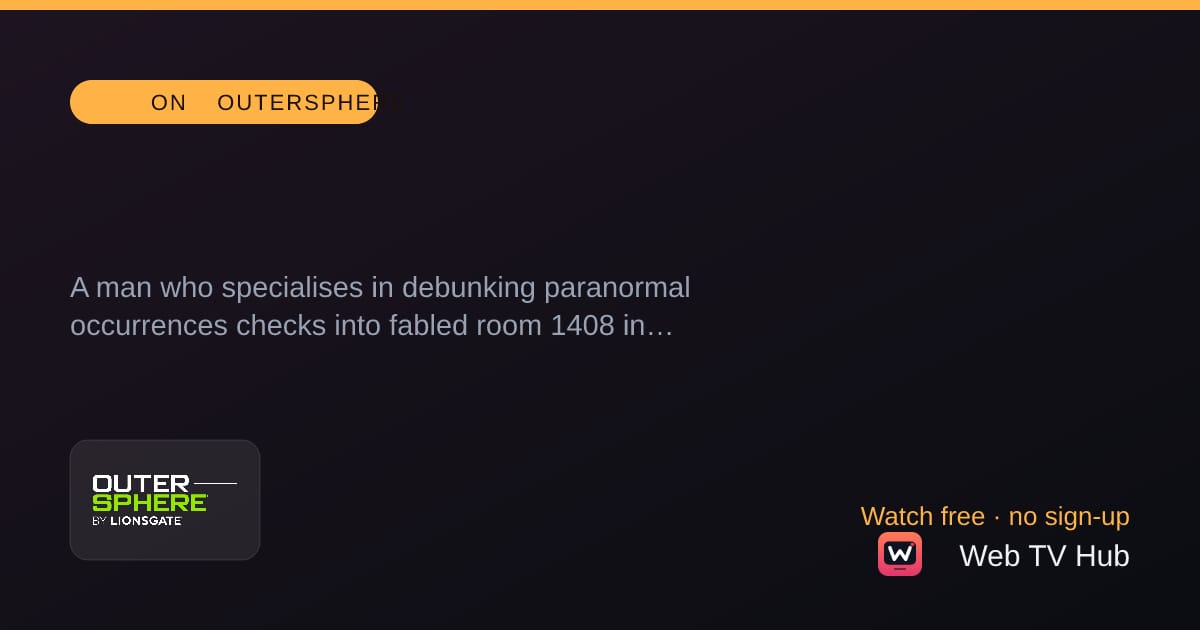 ON OUTERSPHERE
A man who specialises in debunking paranormal
occurrences checks into fabled room 1408 in…
OUTER
SPHERE
BY LIONSGATE
Watch free · no sign-up
W
Web TV Hub